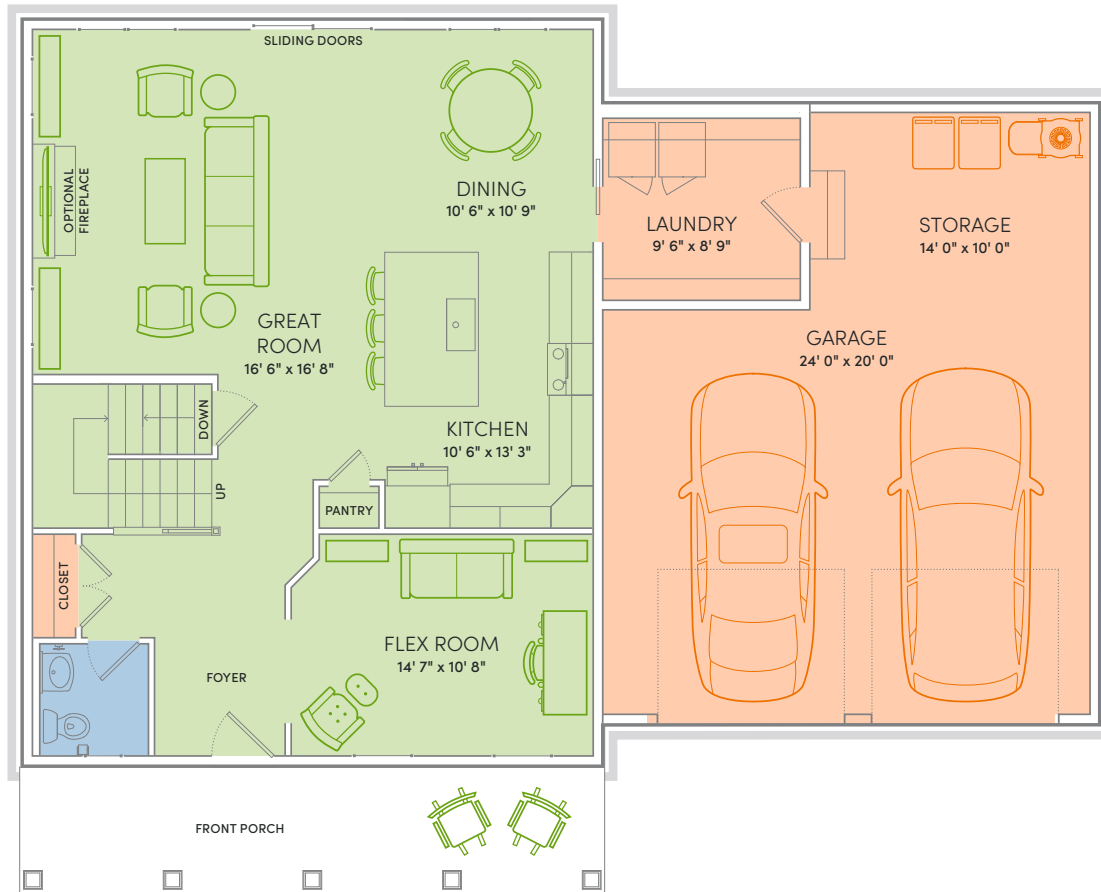 SLIDING DOORS
OPTIONAL
FIREPLACE
DINING
10' 6" x 10' 9"
LAUNDRY
9' 6" x 8' 9"
STORAGE
14' 0" x 10' 0"
GREAT
ROOM
16' 6" x 16' 8"
GARAGE
24' 0" x 20' 0"
DOWN
KITCHEN
10' 6" x 13' 3"
UP
PANTRY
CLOSET
FLEX ROOM
14' 7" x 10' 8"
FOYER
FRONT PORCH